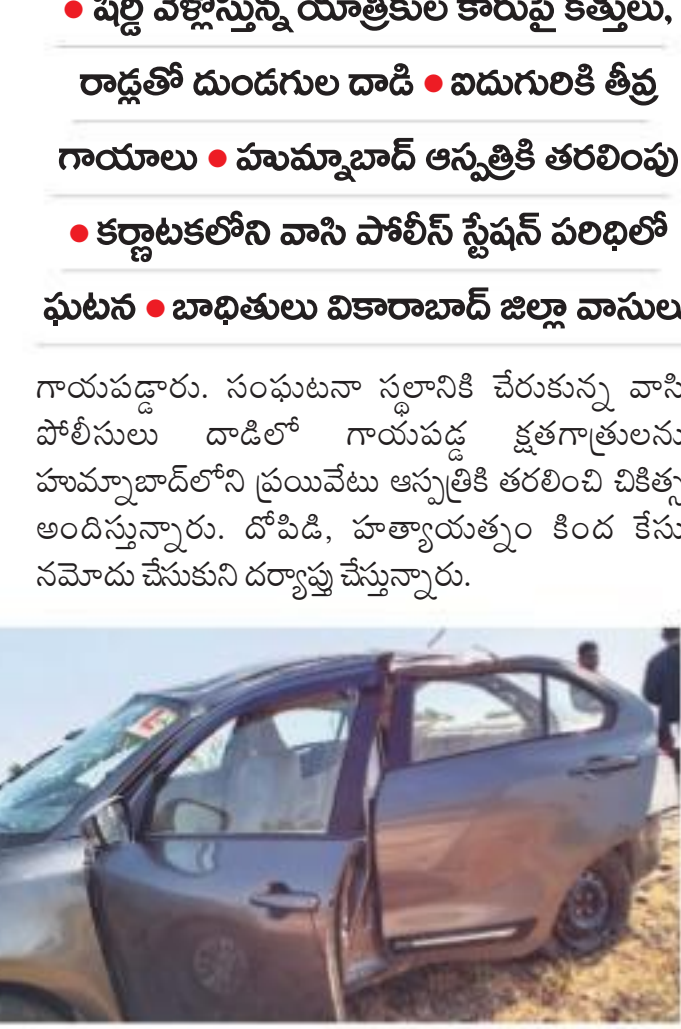 ● షిర్డీ వెళ్లొస్తున్న యాత్రికుల కారుపై కత్తులు,
రాడ్లతో దుండగుల దాడి ● ఐదుగురికి తీవ్ర
గాయాలు ● హుమ్నాబాద్ ఆస్పత్రికి తరలింపు
● కర్ణాటకలోని వాసి పోలీస్ స్టేషన్ పరిధిలో
ఘటన ● బాధితులు వికారాబాద్ జిల్లా వాసులు
గాయపడ్డారు. సంఘటనా స్థలానికి చేరుకున్న వాసి
పోలీసులు దాడిలో గాయపడ్డ క్షతగాత్రులను
హుమ్నాబాద్‌లోని ప్రయివేటు ఆస్పత్రికి తరలించి చికిత్స
అందిస్తున్నారు. దోపిడి, హత్యాయత్నం కింద కేసు
నమోదు చేసుకుని దర్యాప్తు చేస్తున్నారు.